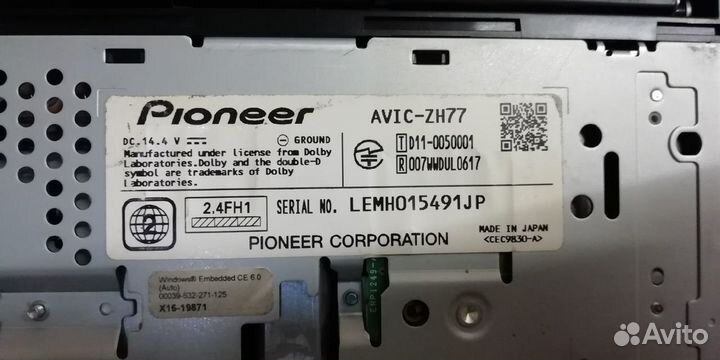 Pioneer
AVIC-ZH77
DC.14.4 V
GROUND
Manufactured under license from Dolby
Laboratories.Dolby and the double-D
symbol are trademarks of Dolby
Laboratories.
T D11-0050001
R 007WWDUL0617
2
2.4FH1
SERIAL NO. LEMH015491JP
PIONEER CORPORATION
MADE IN JAPAN
<CEC9830-A>
Windows® Embedded CE 6.0
(Auto)
00039-532-271-125
X16-19871
ERP1249-
Avito